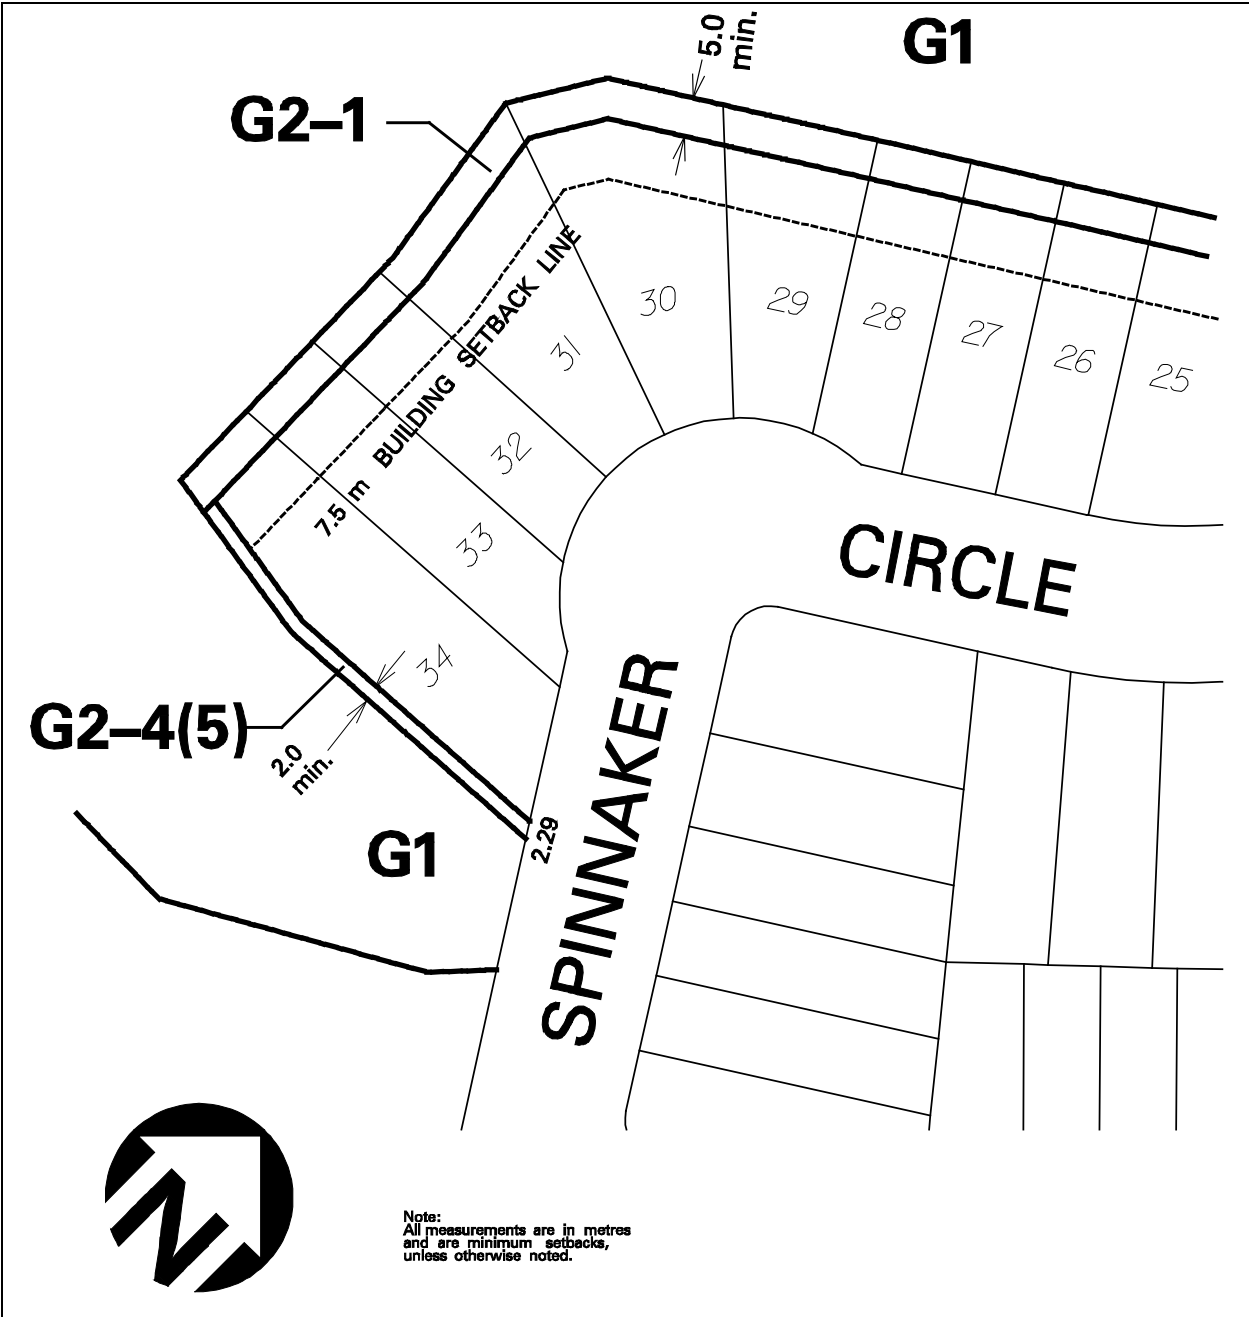 5.0
min.
G1
G2–1
7.5 m BUILDING SETBACK LINE
30
29
28
27
26
25
31
32
33
34
CIRCLE
SPINNAKER
G2–4(5)
2.0
min.
2.29
G1
N
Note:
All measurements are in metres
and are minimum setbacks,
unless otherwise noted.